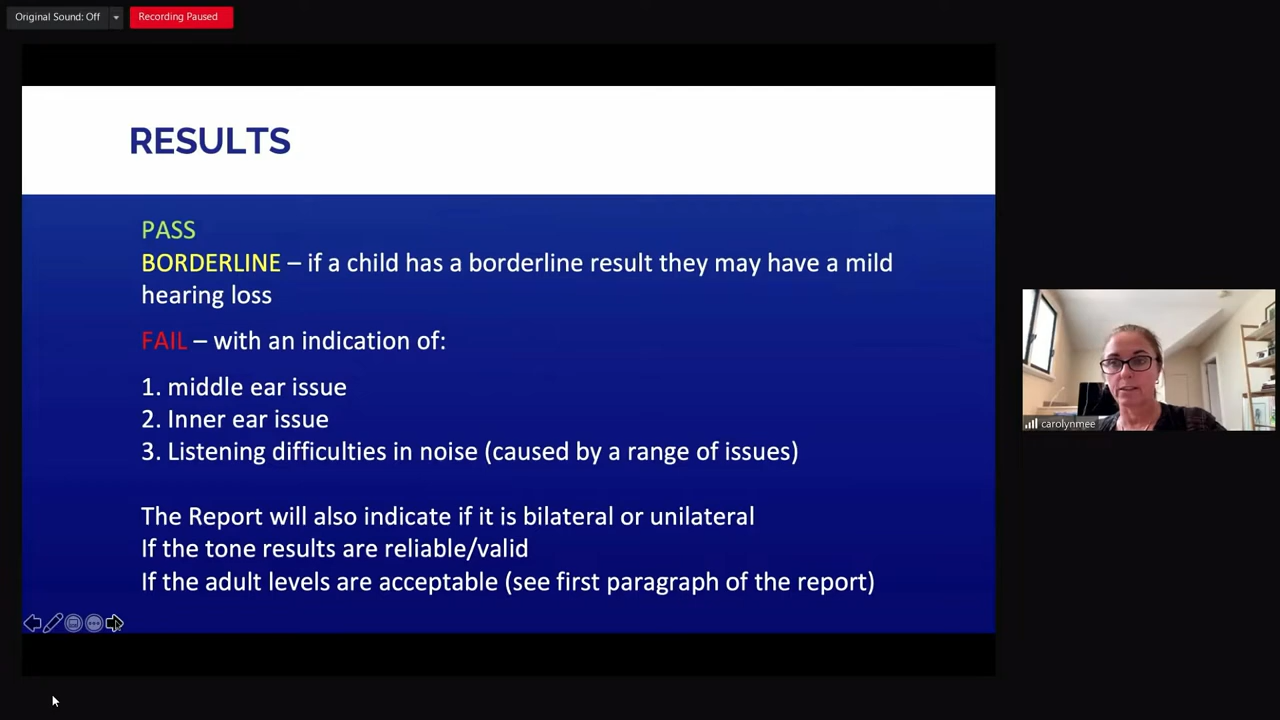 Original Sound: Off
Recording Paused
RESULTS
PASS
BORDERLINE – if a child has a borderline result they may have a mild
hearing loss
FAIL – with an indication of:
1. middle ear issue
2. Inner ear issue
3. Listening difficulties in noise (caused by a range of issues)
The Report will also indicate if it is bilateral or unilateral
If the tone results are reliable/valid
If the adult levels are acceptable (see first paragraph of the report)
carolynmee